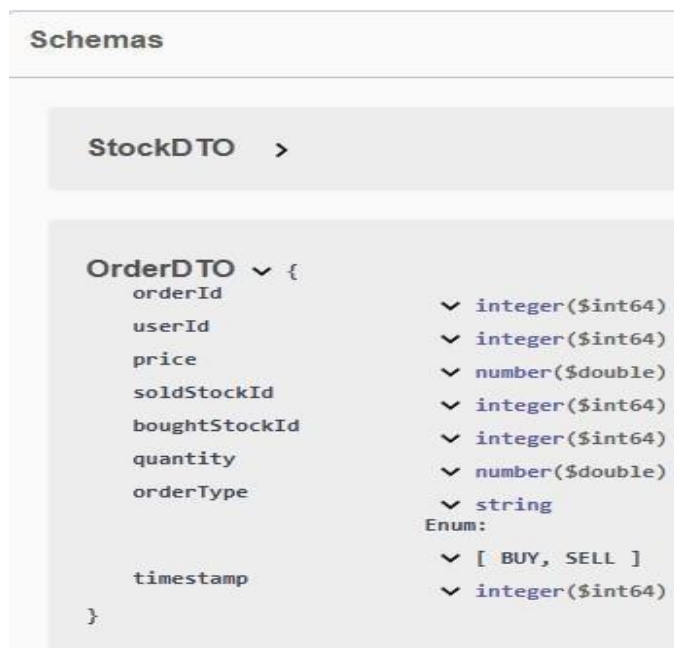 Schemas
StockDTO >
OrderDTO {
orderId integer($int64)
userId integer($int64)
price number($double)
soldStockId integer($int64)
boughtStockId integer($int64)
quantity number($double)
orderType string
Enum:
[ BUY, SELL ]
timestamp integer($int64)
}